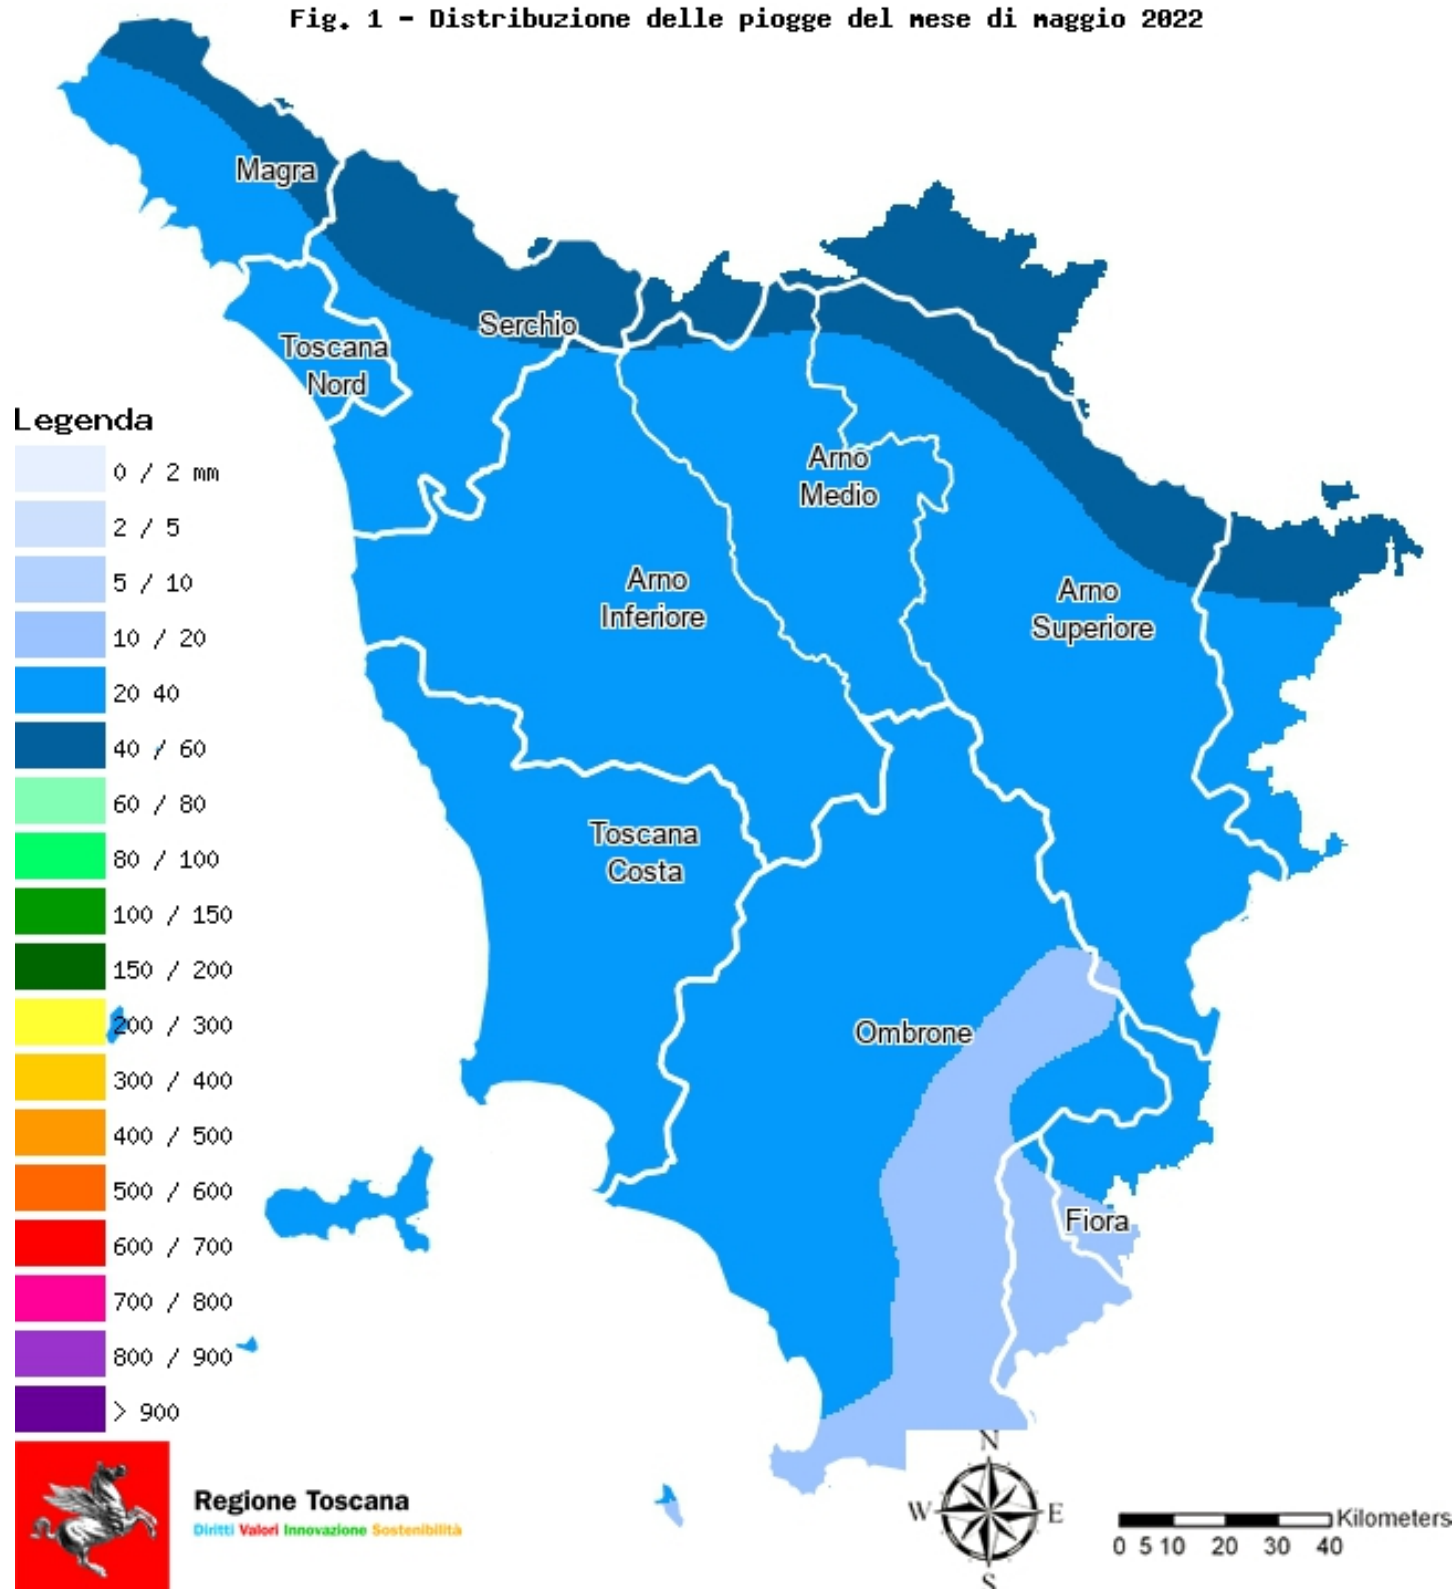 Fig. 1 - Distribuzione delle piogge del mese di maggio 2022
Magra
Serchio
Toscana
Nord
Legenda
0 / 2 mm
2 / 5
5 / 10
10 / 20
20 40
40 / 60
60 / 80
80 / 100
100 / 150
150 / 200
200 / 300
300 / 400
400 / 500
500 / 600
600 / 700
700 / 800
800 / 900
> 900
Arno
Medio
Arno
Inferiore
Arno
Superiore
Toscana
Costa
Ombrone
Fiora
Regione Toscana
Diritti Valori Innovazione Sostenibilità
N
W
E
S
Kilometers
0 5 10 20 30 40